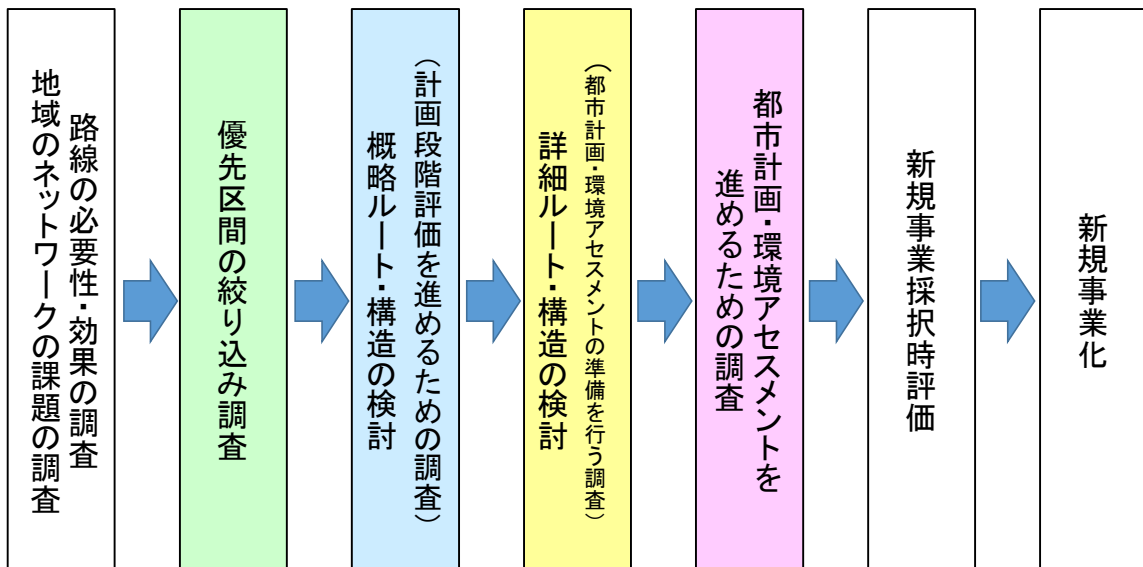 路線の必要性・効果の調査
地域のネットワークの課題の調査
優先区間の絞り込み調査
（計画段階評価を進めるための調査）
概略ルート・構造の検討
（都市計画・環境アセスメントの準備を行う調査）
詳細ルート・構造の検討
都市計画・環境アセスメントを
進めるための調査
新規事業採択時評価
新規事業化